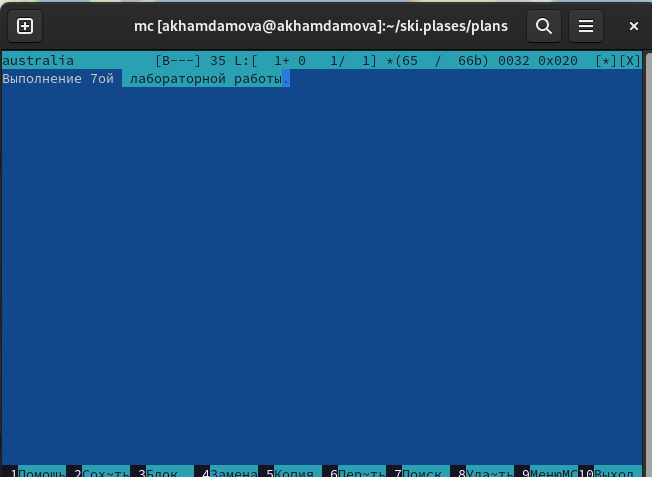 mc [akhamdamova@akhamdamova]:~/ski.plases/plans
australia [B---] 35 L:[ 1+ 0 1/ 1] *(65 / 66b) 0032 0x020 [*][X]
Выполнение 7ой лабораторной работы.
1Помощь 2Сох~ть 3Блок 4Замена 5Копия 6Пер~ть 7Поиск 8Уда~ть 9МенюMC 10Выход